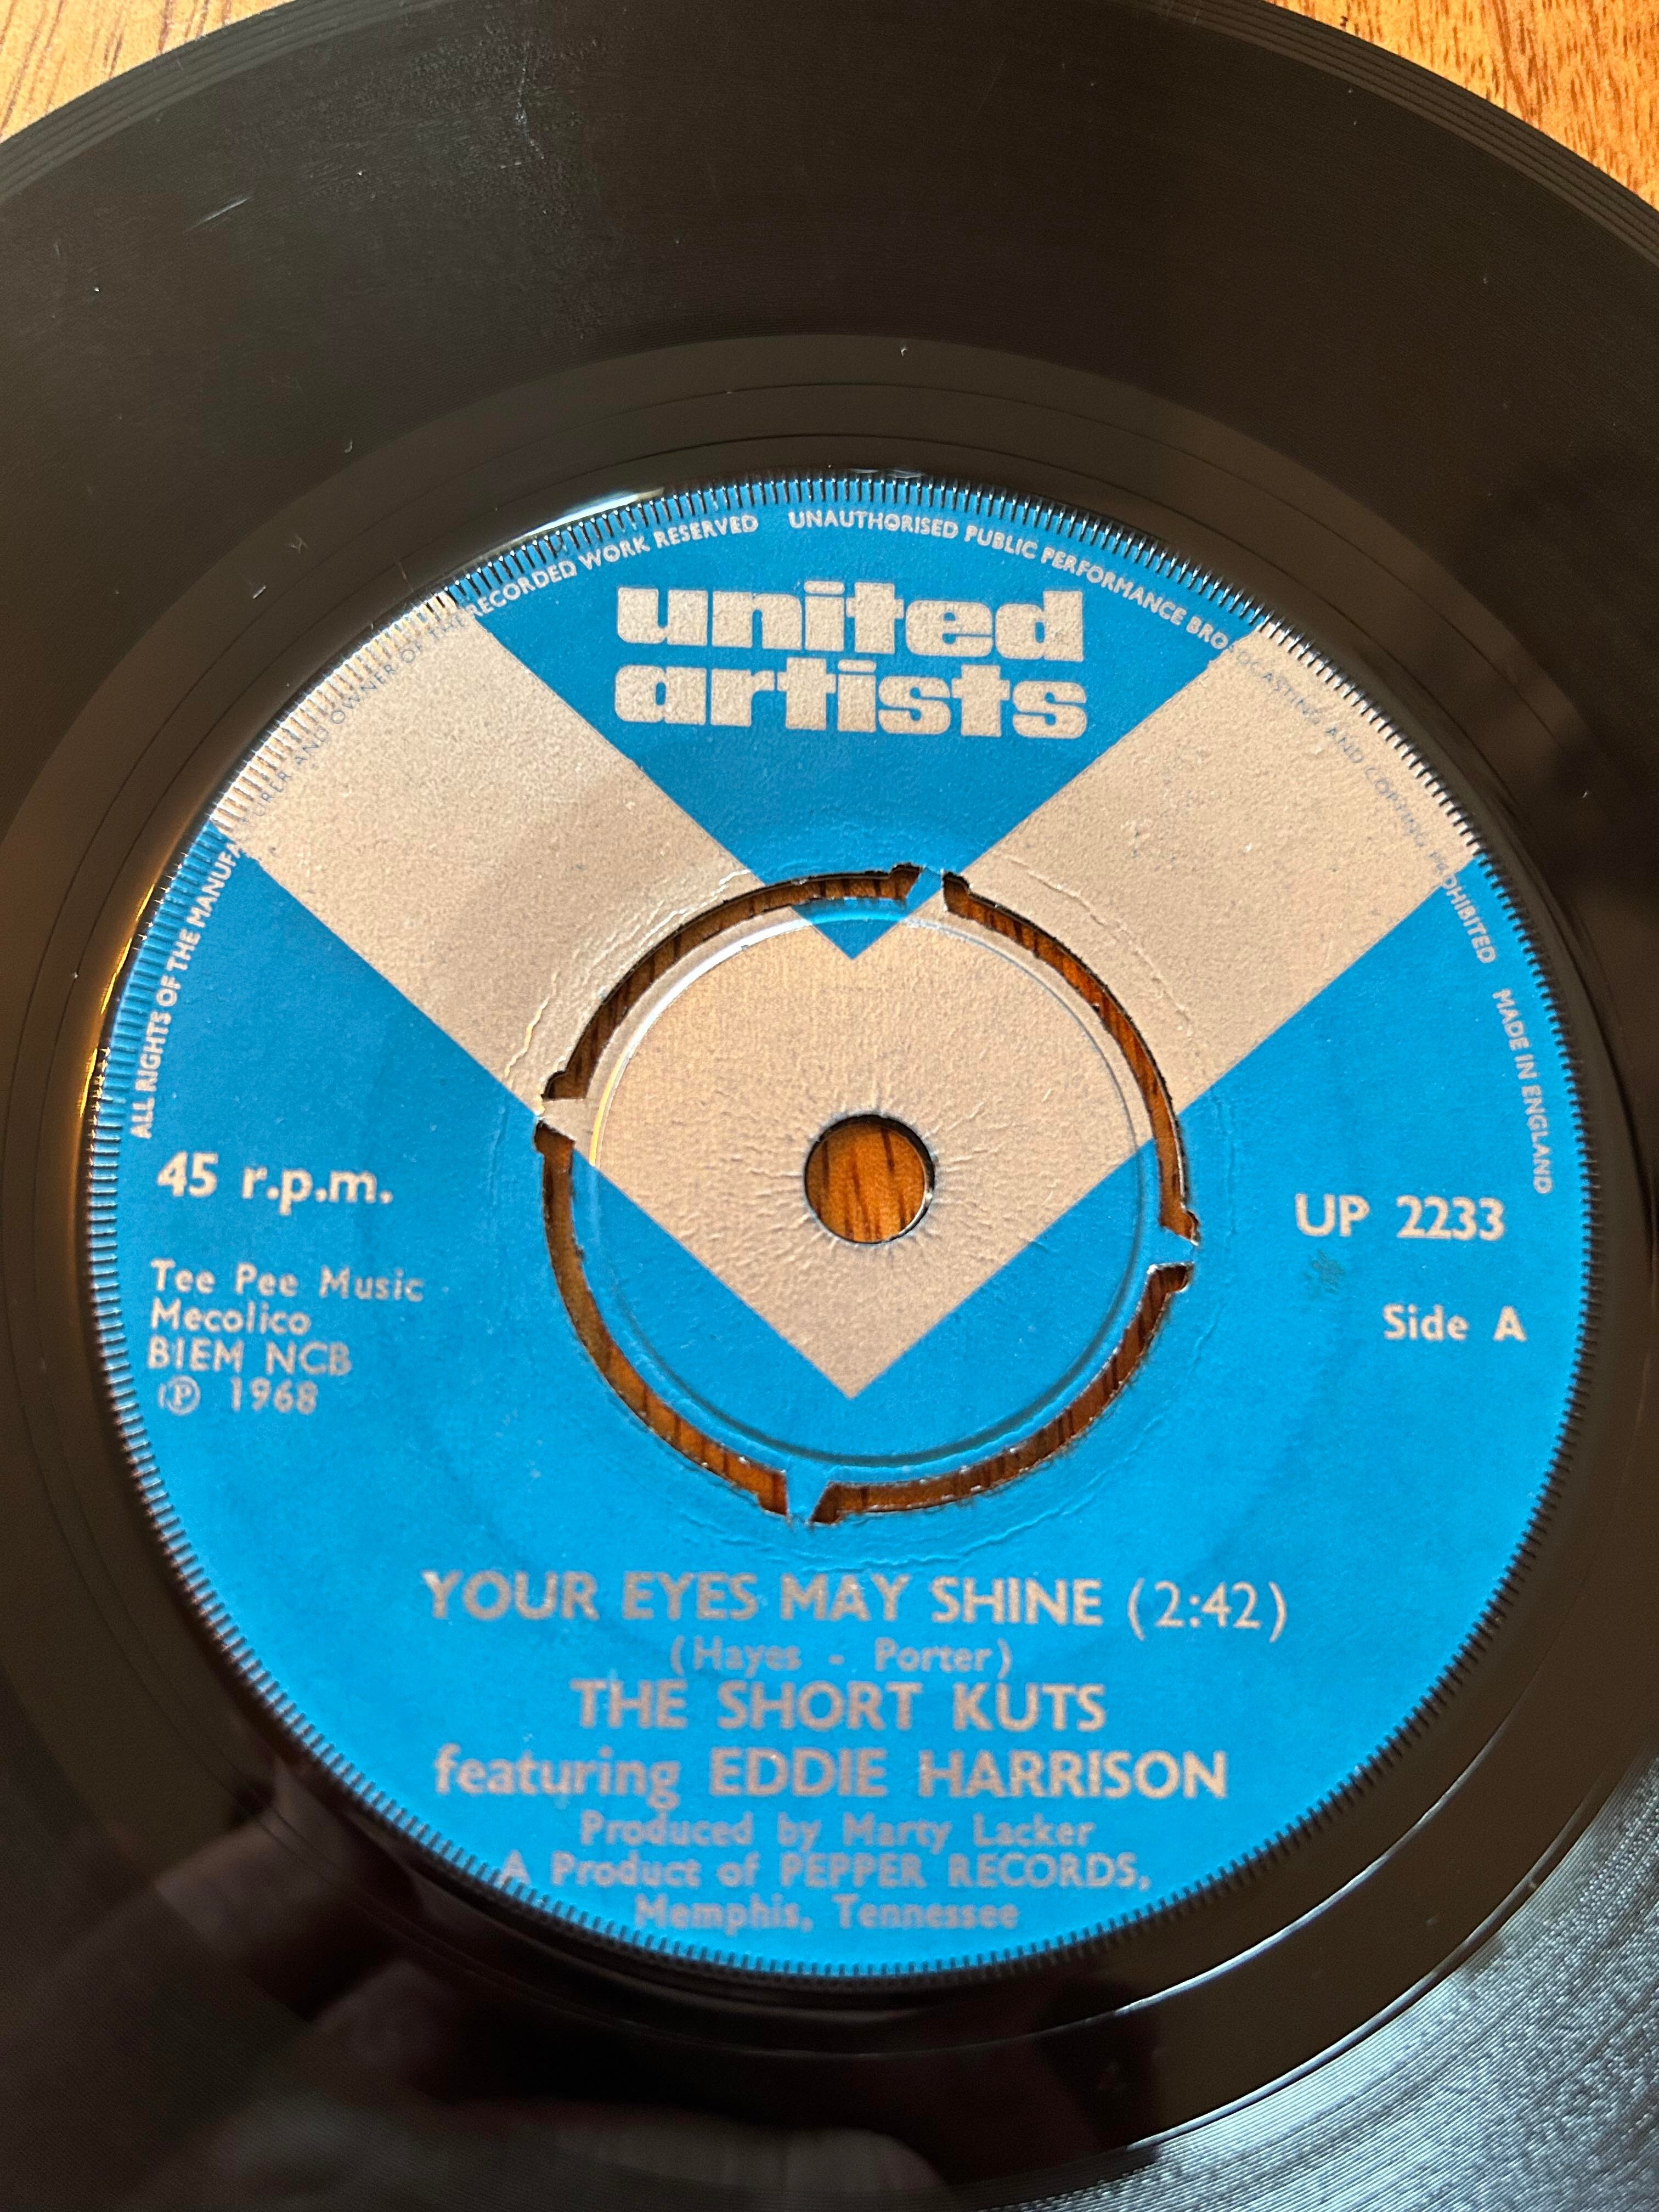 ALL RIGHTS OF THE MANUFACTURER AND OWNER OF THE RECORDED WORK RESERVED UNAUTHORISED PUBLIC PERFORMANCE BROADCASTING AND COPYING PROHIBITED MADE IN ENGLAND
united
artists
45 r.p.m.
UP 2233
Tee Pee Music
Mecolico
BIEM NCB
℗ 1968
Side A
YOUR EYES MAY SHINE (2:42)
(Hayes - Porter)
THE SHORT KUTS
featuring EDDIE HARRISON
Produced by Marty Lacker
A Product of PEPPER RECORDS,
Memphis, Tennessee